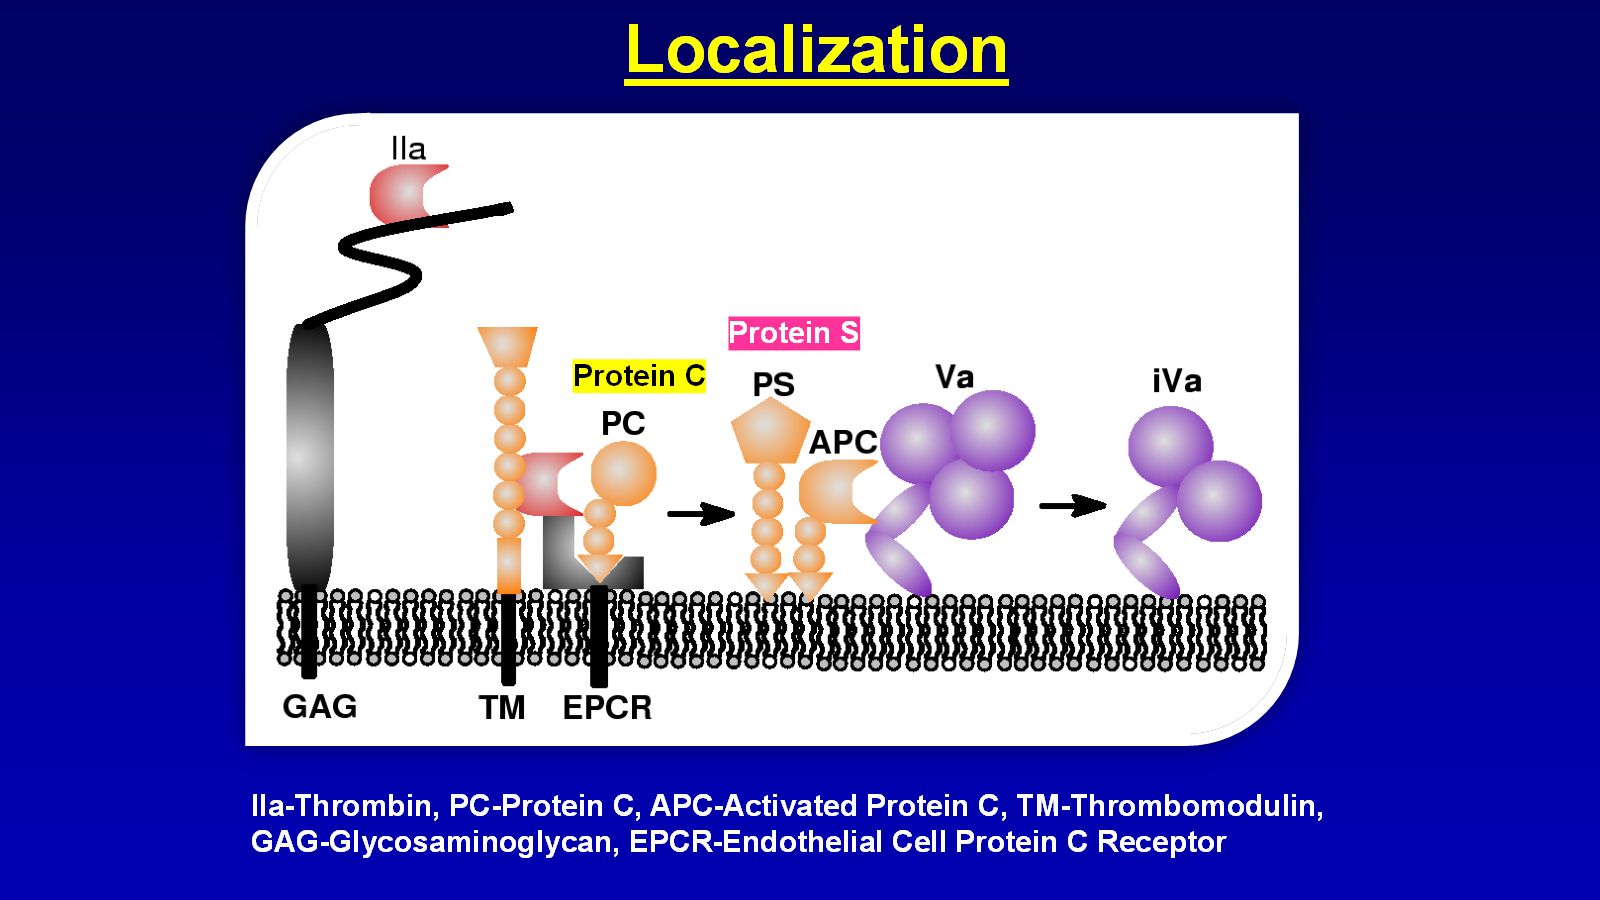 Localization
IIa
Protein S
Protein C
PS
Va
iVa
PC
APC
GAG
TM
EPCR
IIa-Thrombin, PC-Protein C, APC-Activated Protein C, TM-Thrombomodulin,
GAG-Glycosaminoglycan, EPCR-Endothelial Cell Protein C Receptor